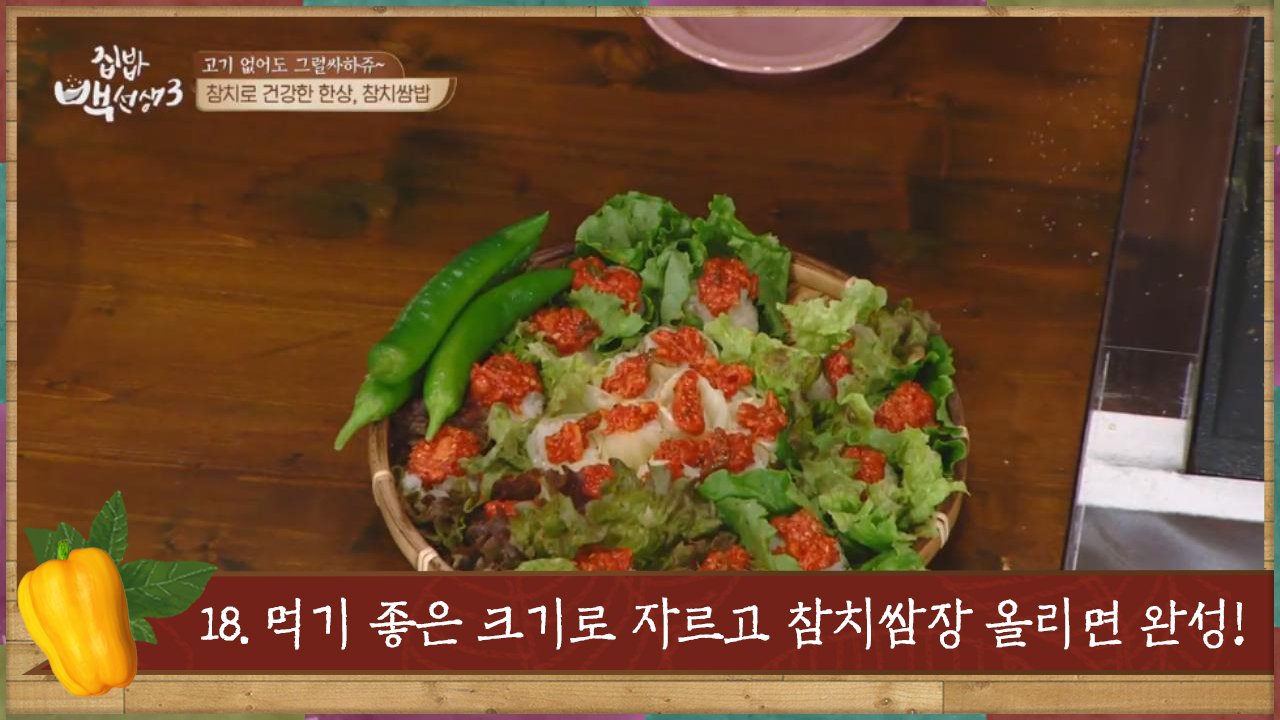 집밥
백선생3
고기 없어도 그럴싸하쥬~
참치로 건강한 한상, 참치쌈밥
18. 먹기 좋은 크기로 자르고 참치쌈장 올리면 완성!